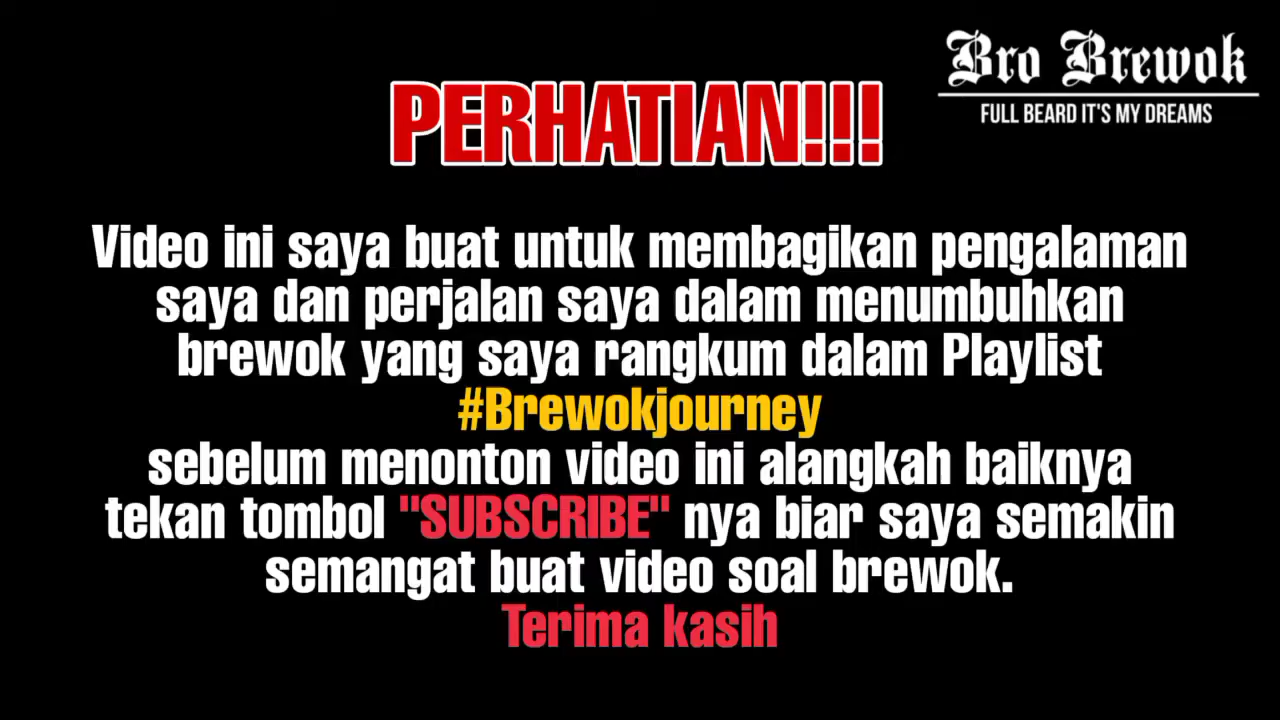 Bro Brewok
FULL BEARD IT'S MY DREAMS
PERHATIAN!!!
Video ini saya buat untuk membagikan pengalaman
saya dan perjalan saya dalam menumbuhkan
brewok yang saya rangkum dalam Playlist
#Brewokjourney
sebelum menonton video ini alangkah baiknya
tekan tombol "SUBSCRIBE" nya biar saya semakin
semangat buat video soal brewok.
Terima kasih